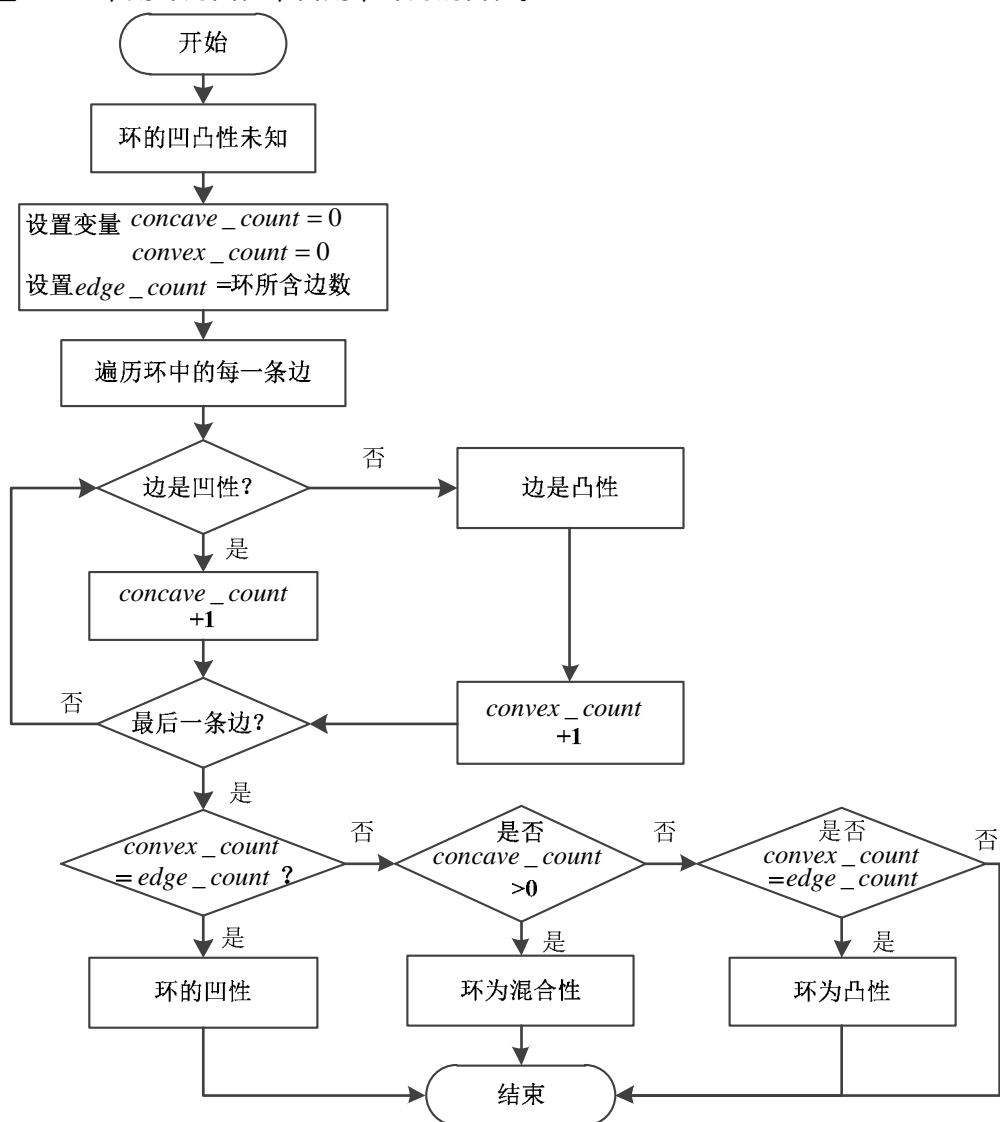 开始
环的凹凸性未知
设置变量 concave_count = 0
convex_count = 0
设置edge_count =环所含边数
遍历环中的每一条边
边是凹性?
否
边是凸性
是
concave_count
+1
否
最后一条边?
convex_count
+1
是
convex_count
= edge_count ?
否
是否
concave_count
>0
否
是否
convex_count
=edge_count
否
是
是
是
环的凹性
环为混合性
环为凸性
结束